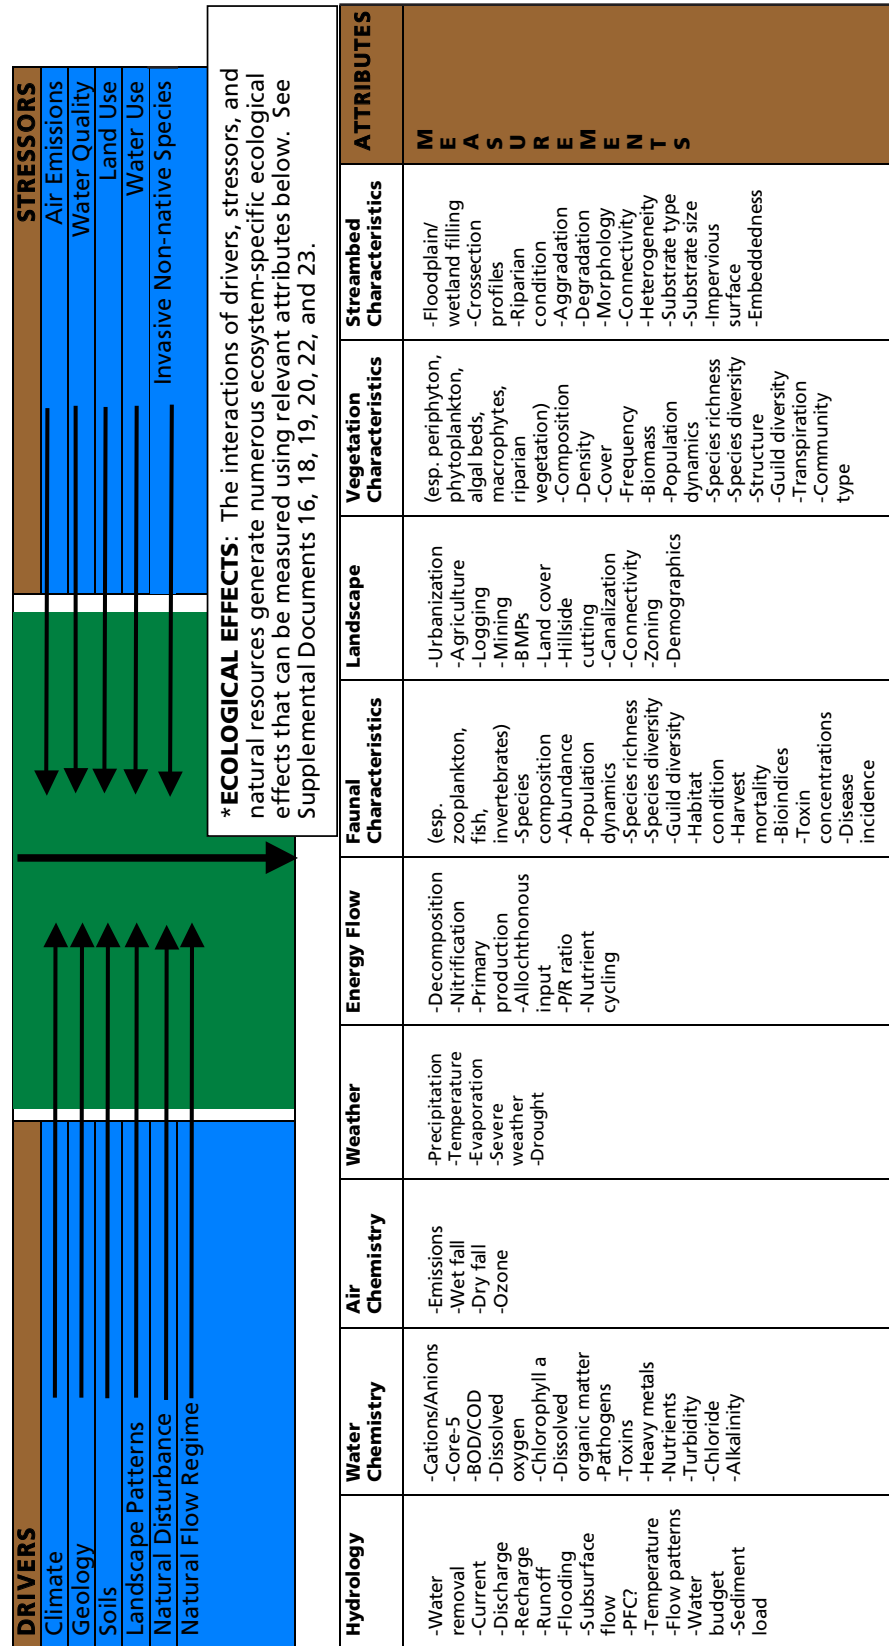 DRIVERS
Climate
Geology
Soils
Landscape Patterns
Natural Disturbance
Natural Flow Regime
STRESSORS
Air Emissions
Water Quality
Land Use
Water Use
Invasive Non-native Species
*ECOLOGICAL EFFECTS: The interactions of drivers, stressors, and
natural resources generate numerous ecosystem-specific ecological
effects that can be measured using relevant attributes below. See
Supplemental Documents 16, 18, 19, 20, 22, and 23.
Hydrology
-Water
removal
-Current
-Discharge
-Recharge
-Runoff
-Flooding
-Subsurface
flow
-PFC?
-Temperature
-Flow patterns
-Water
budget
-Sediment
load
Water
Chemistry
-Cations/Anions
-Core-5
-BOD/COD
-Dissolved
oxygen
-Chlorophyll a
-Dissolved
organic matter
-Pathogens
-Toxins
-Heavy metals
-Nutrients
-Turbidity
-Chloride
-Alkalinity
Air
Chemistry
-Emissions
-Wet fall
-Dry fall
-Ozone
Weather
-Precipitation
-Temperature
-Evaporation
-Severe
weather
-Drought
Energy Flow
-Decomposition
-Nitrification
-Primary
production
-Allochthonous
input
-P/R ratio
-Nutrient
cycling
Faunal
Characteristics
(esp.
zooplankton,
fish,
invertebrates)
-Species
composition
-Abundance
-Population
dynamics
-Species richness
-Species diversity
-Guild diversity
-Habitat
condition
-Harvest
mortality
-Bioindices
-Toxin
concentrations
-Disease
incidence
Landscape
-Urbanization
-Agriculture
-Logging
-Mining
-BMPs
-Land cover
-Hillside
cutting
-Canalization
-Connectivity
-Zoning
-Demographics
Vegetation
Characteristics
(esp. periphyton,
phytoplankton,
algal beds,
macrophytes,
riparian
vegetation)
-Composition
-Density
-Cover
-Frequency
-Biomass
-Population
dynamics
-Species richness
-Species diversity
-Structure
-Guild diversity
-Transpiration
-Community
type
Streambed
Characteristics
-Floodplain/
wetland filling
-Crossection
profiles
-Riparian
condition
-Aggradation
-Degradation
-Morphology
-Connectivity
-Heterogeneity
-Substrate type
-Substrate size
-Impervious
surface
-Embeddedness
ATTRIBUTES
M
E
A
S
U
R
E
M
E
N
T
S